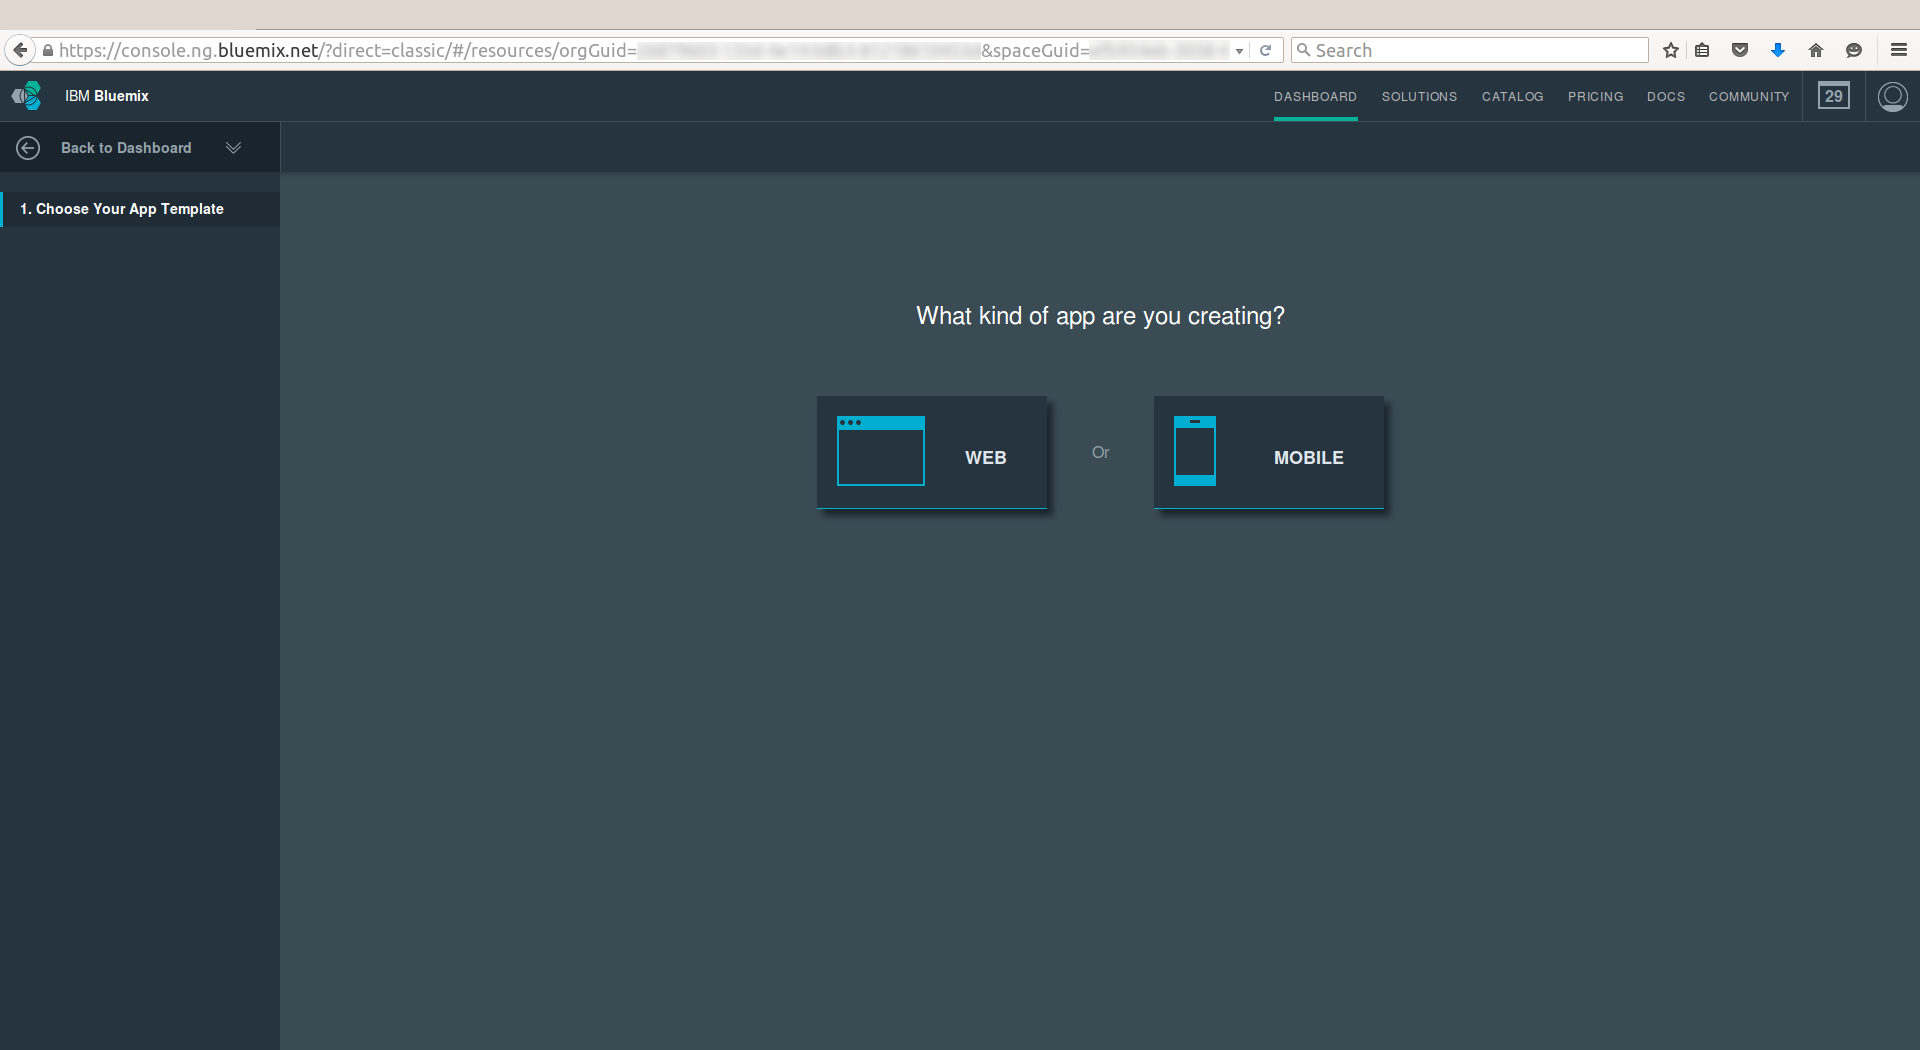 https://console.ng.bluemix.net/?direct=classic/#/resources/orgGuid= &spaceGuid=
Search
IBM Bluemix
DASHBOARD SOLUTIONS CATALOG PRICING DOCS COMMUNITY 29
Back to Dashboard
1. Choose Your App Template
What kind of app are you creating?
WEB Or MOBILE